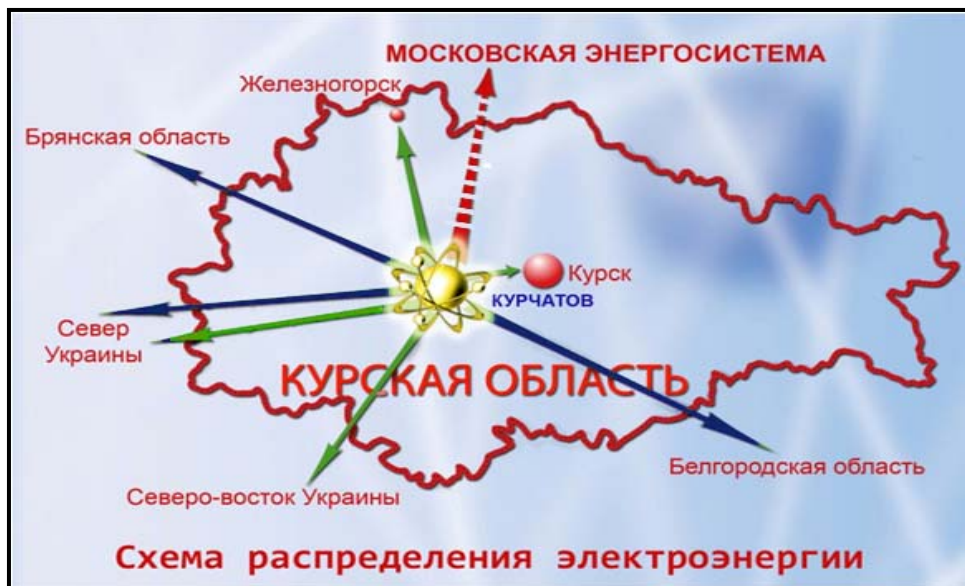 МОСКОВСКАЯ ЭНЕРГОСИСТЕМА
Железногорск
Брянская область
Курск
КУРЧАТОВ
Север
Украины
КУРСКАЯ ОБЛАСТЬ
Белгородская область
Северо-восток Украины
Схема распределения электроэнергии